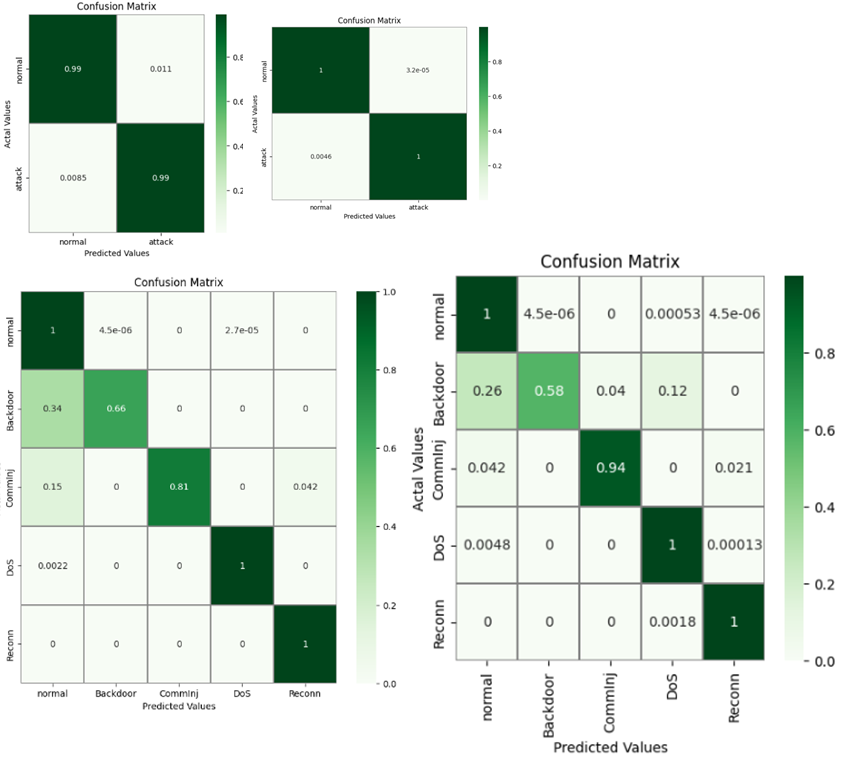 Confusion Matrix
Actal Values
normal
0.99
0.011
attack
0.0085
0.99
normal attack
Predicted Values
0.8
0.6
0.4
0.2
Confusion Matrix
Actal Values
normal
1
3.2e-05
attack
0.0046
1
normal attack
Predicted Values
0.8
0.6
0.4
0.2
Confusion Matrix
normal
1 4.5e-06 0 2.7e-05 0
Backdoor
0.34 0.66 0 0 0
CommInj
0.15 0 0.81 0 0.042
DoS
0.0022 0 0 1 0
Reconn
0 0 0 0 1
normal Backdoor CommInj DoS Reconn
Predicted Values
1.0
0.8
0.6
0.4
0.2
0.0
Confusion Matrix
Actal Values
normal
1 4.5e-06 0 0.00053 4.5e-06
Backdoor
0.26 0.58 0.04 0.12 0
CommInj
0.042 0 0.94 0 0.021
DoS
0.0048 0 0 1 0.00013
Reconn
0 0 0 0.0018 1
normal Backdoor CommInj DoS Reconn
Predicted Values
0.8
0.6
0.4
0.2
0.0